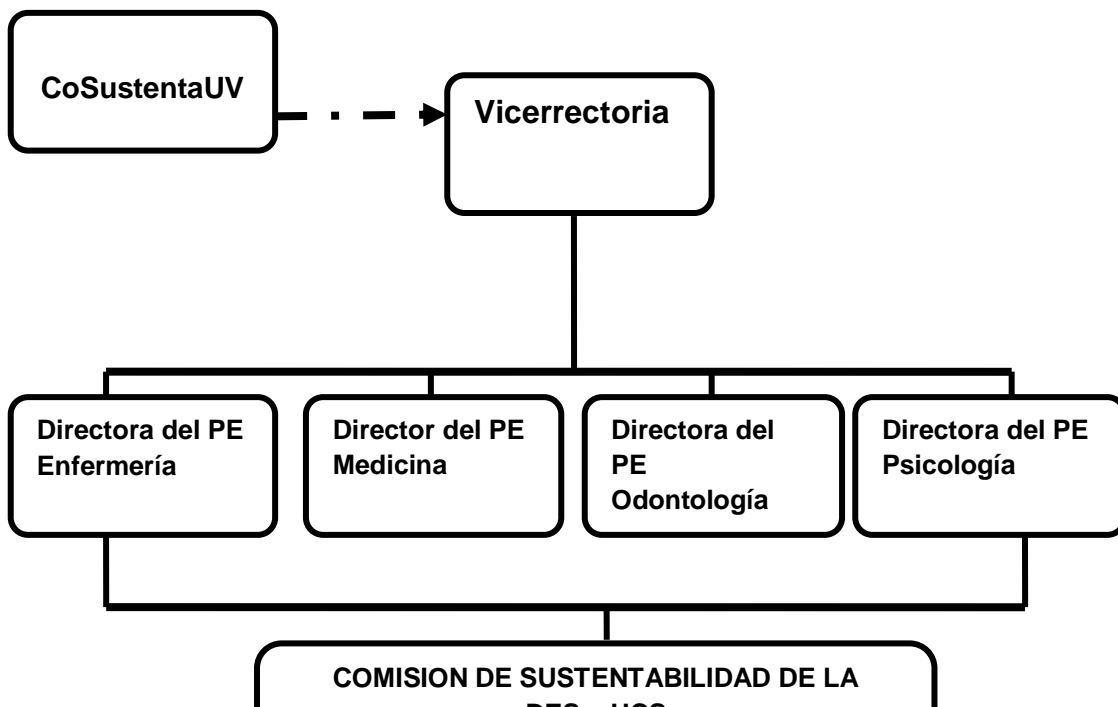 CoSustentaUV
Vicerrectoria
Directora del PE
Enfermería
Director del PE
Medicina
Directora del
PE
Odontología
Directora del PE
Psicología
COMISION DE SUSTENTABILIDAD DE LA